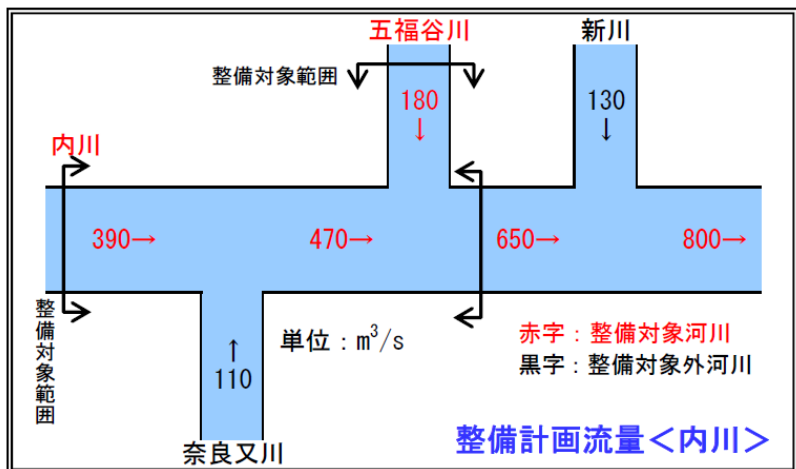 五福谷川
新川
整備対象範囲
180
↓
130
↓
内川
390→
470→
650→
800→
整備対象範囲
↑
110
奈良又川
単位：m³/s
赤字：整備対象河川
黒字：整備対象外河川
整備計画流量＜内川＞